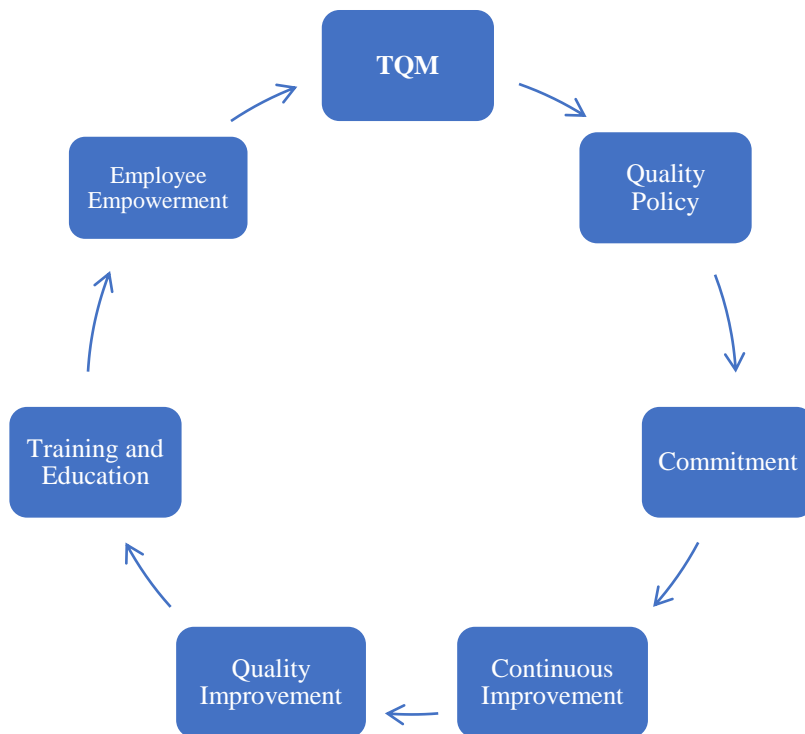 TQM
Quality
Policy
Commitment
Continuous
Improvement
Quality
Improvement
Training and
Education
Employee
Empowerment